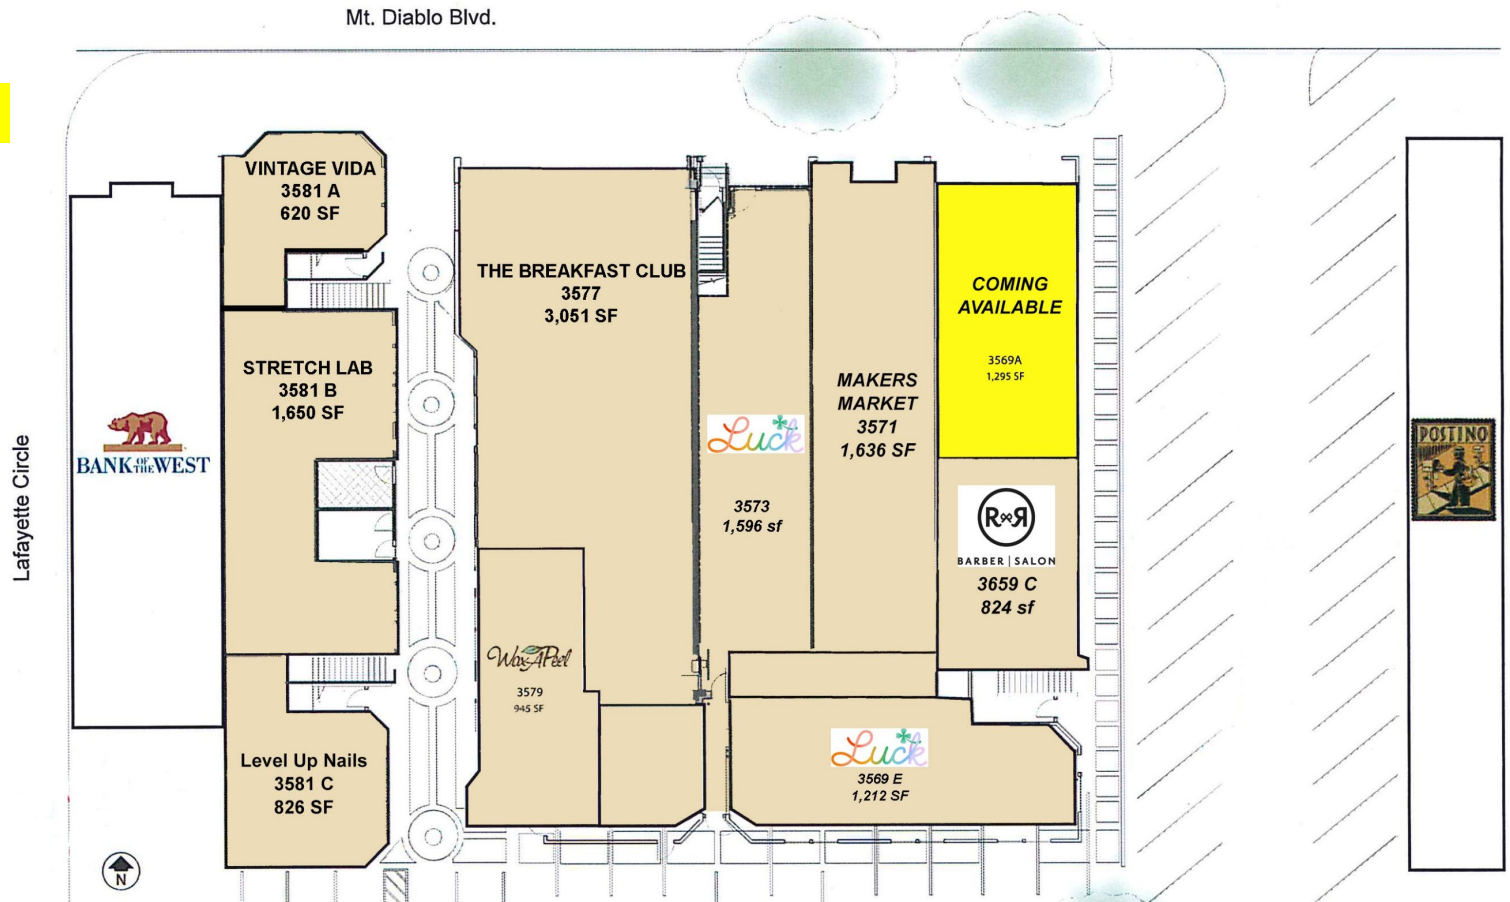 Mt. Diablo Blvd.
Lafayette Circle
VINTAGE VIDA
3581 A
620 SF
STRETCH LAB
3581 B
1,650 SF
BANK OF THE WEST
Level Up Nails
3581 C
826 SF
N
THE BREAKFAST CLUB
3577
3,051 SF
Wax A Peel
3579
945 SF
Luck
3573
1,596 sf
MAKERS
MARKET
3571
1,636 SF
COMING
AVAILABLE
3569A
1,295 SF
R R
BARBER | SALON
3659 C
824 sf
Luck
3569 E
1,212 SF
POSTINO